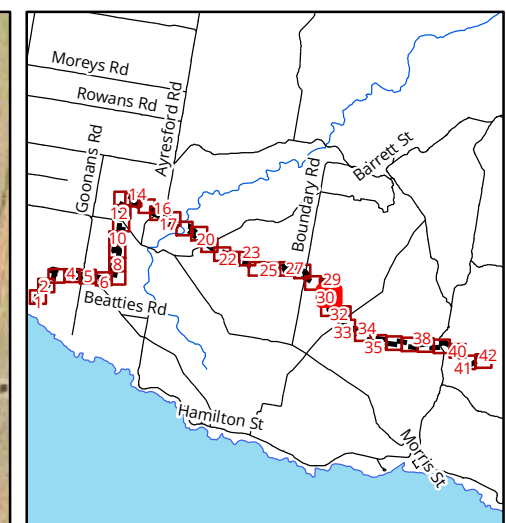 Moreys Rd
Rowans Rd
Ayresford Rd
Goonans Rd
Barrett St
Boundary Rd
14
12
16
17
10
20
23
22
8
25
27
4
5
6
2
1
29
30
Beatties Rd
32
33
34
35
38
40
42
41
Hamilton St
Morris St